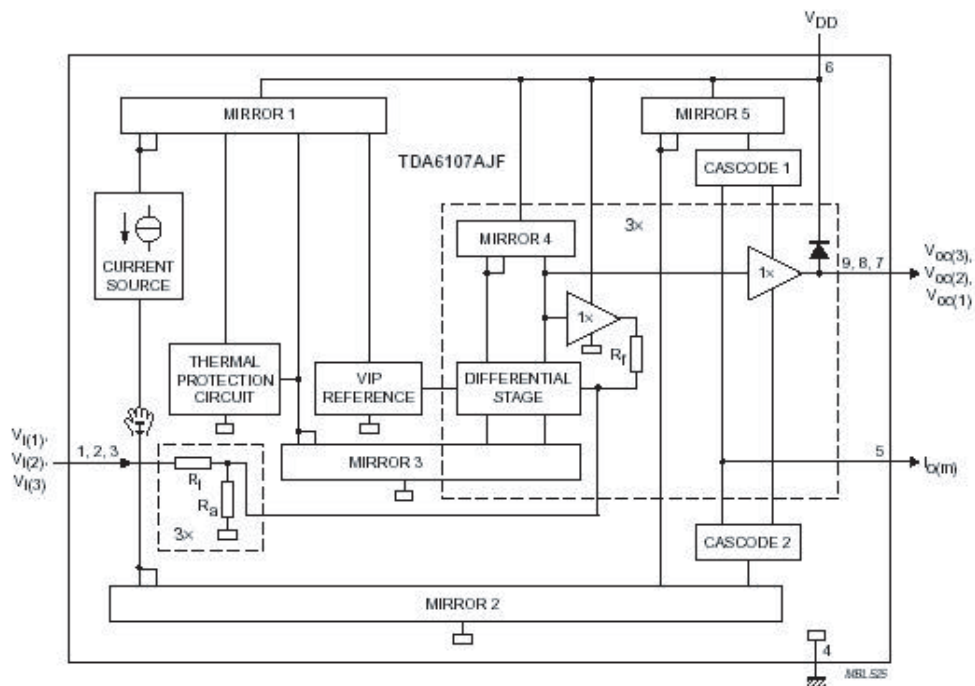 VDD
6
MIRROR 1
MIRROR 5
TDA6107AJF
CASCODE 1
3×
MIRROR 4
CURRENT
SOURCE
1×
9, 8, 7
Voc(3),
Voc(2),
Voc(1)
1×
Rf
THERMAL
PROTECTION
CIRCUIT
VIP
REFERENCE
DIFFERENTIAL
STAGE
VI(1),
VI(2),
VI(3)
1, 2, 3
MIRROR 3
5
Io(m)
Ri
Ra
3×
CASCODE 2
MIRROR 2
4
MBL525